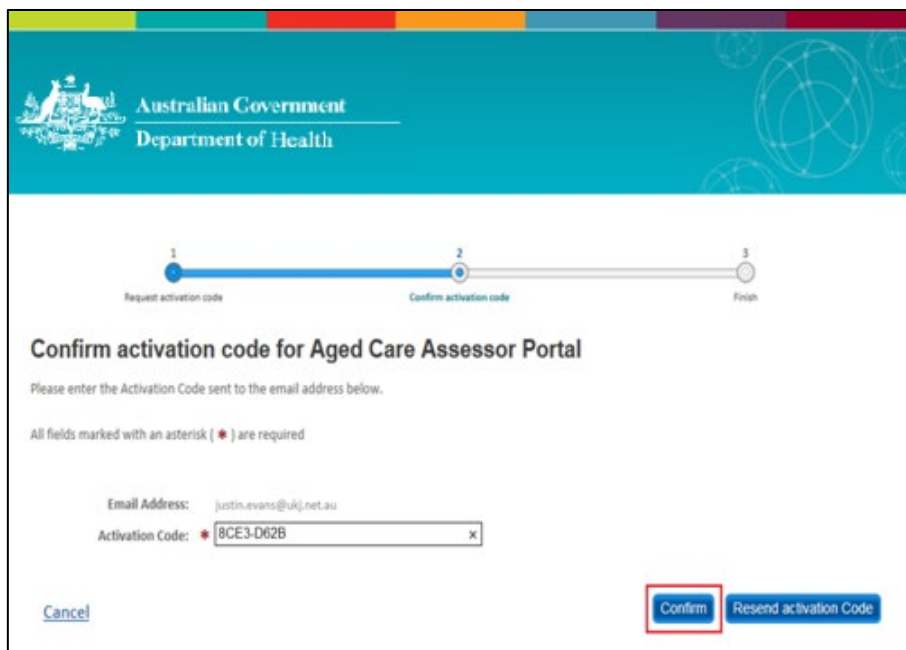 Australian Government
Department of Health
1 2 3
Request activation code Confirm activation code Finish
Confirm activation code for Aged Care Assessor Portal
Please enter the Activation Code sent to the email address below.
All fields marked with an asterisk ( * ) are required
Email Address: justin.evans@ukj.net.au
Activation Code: * 8CE3-D62B x
Cancel Confirm Resend activation Code